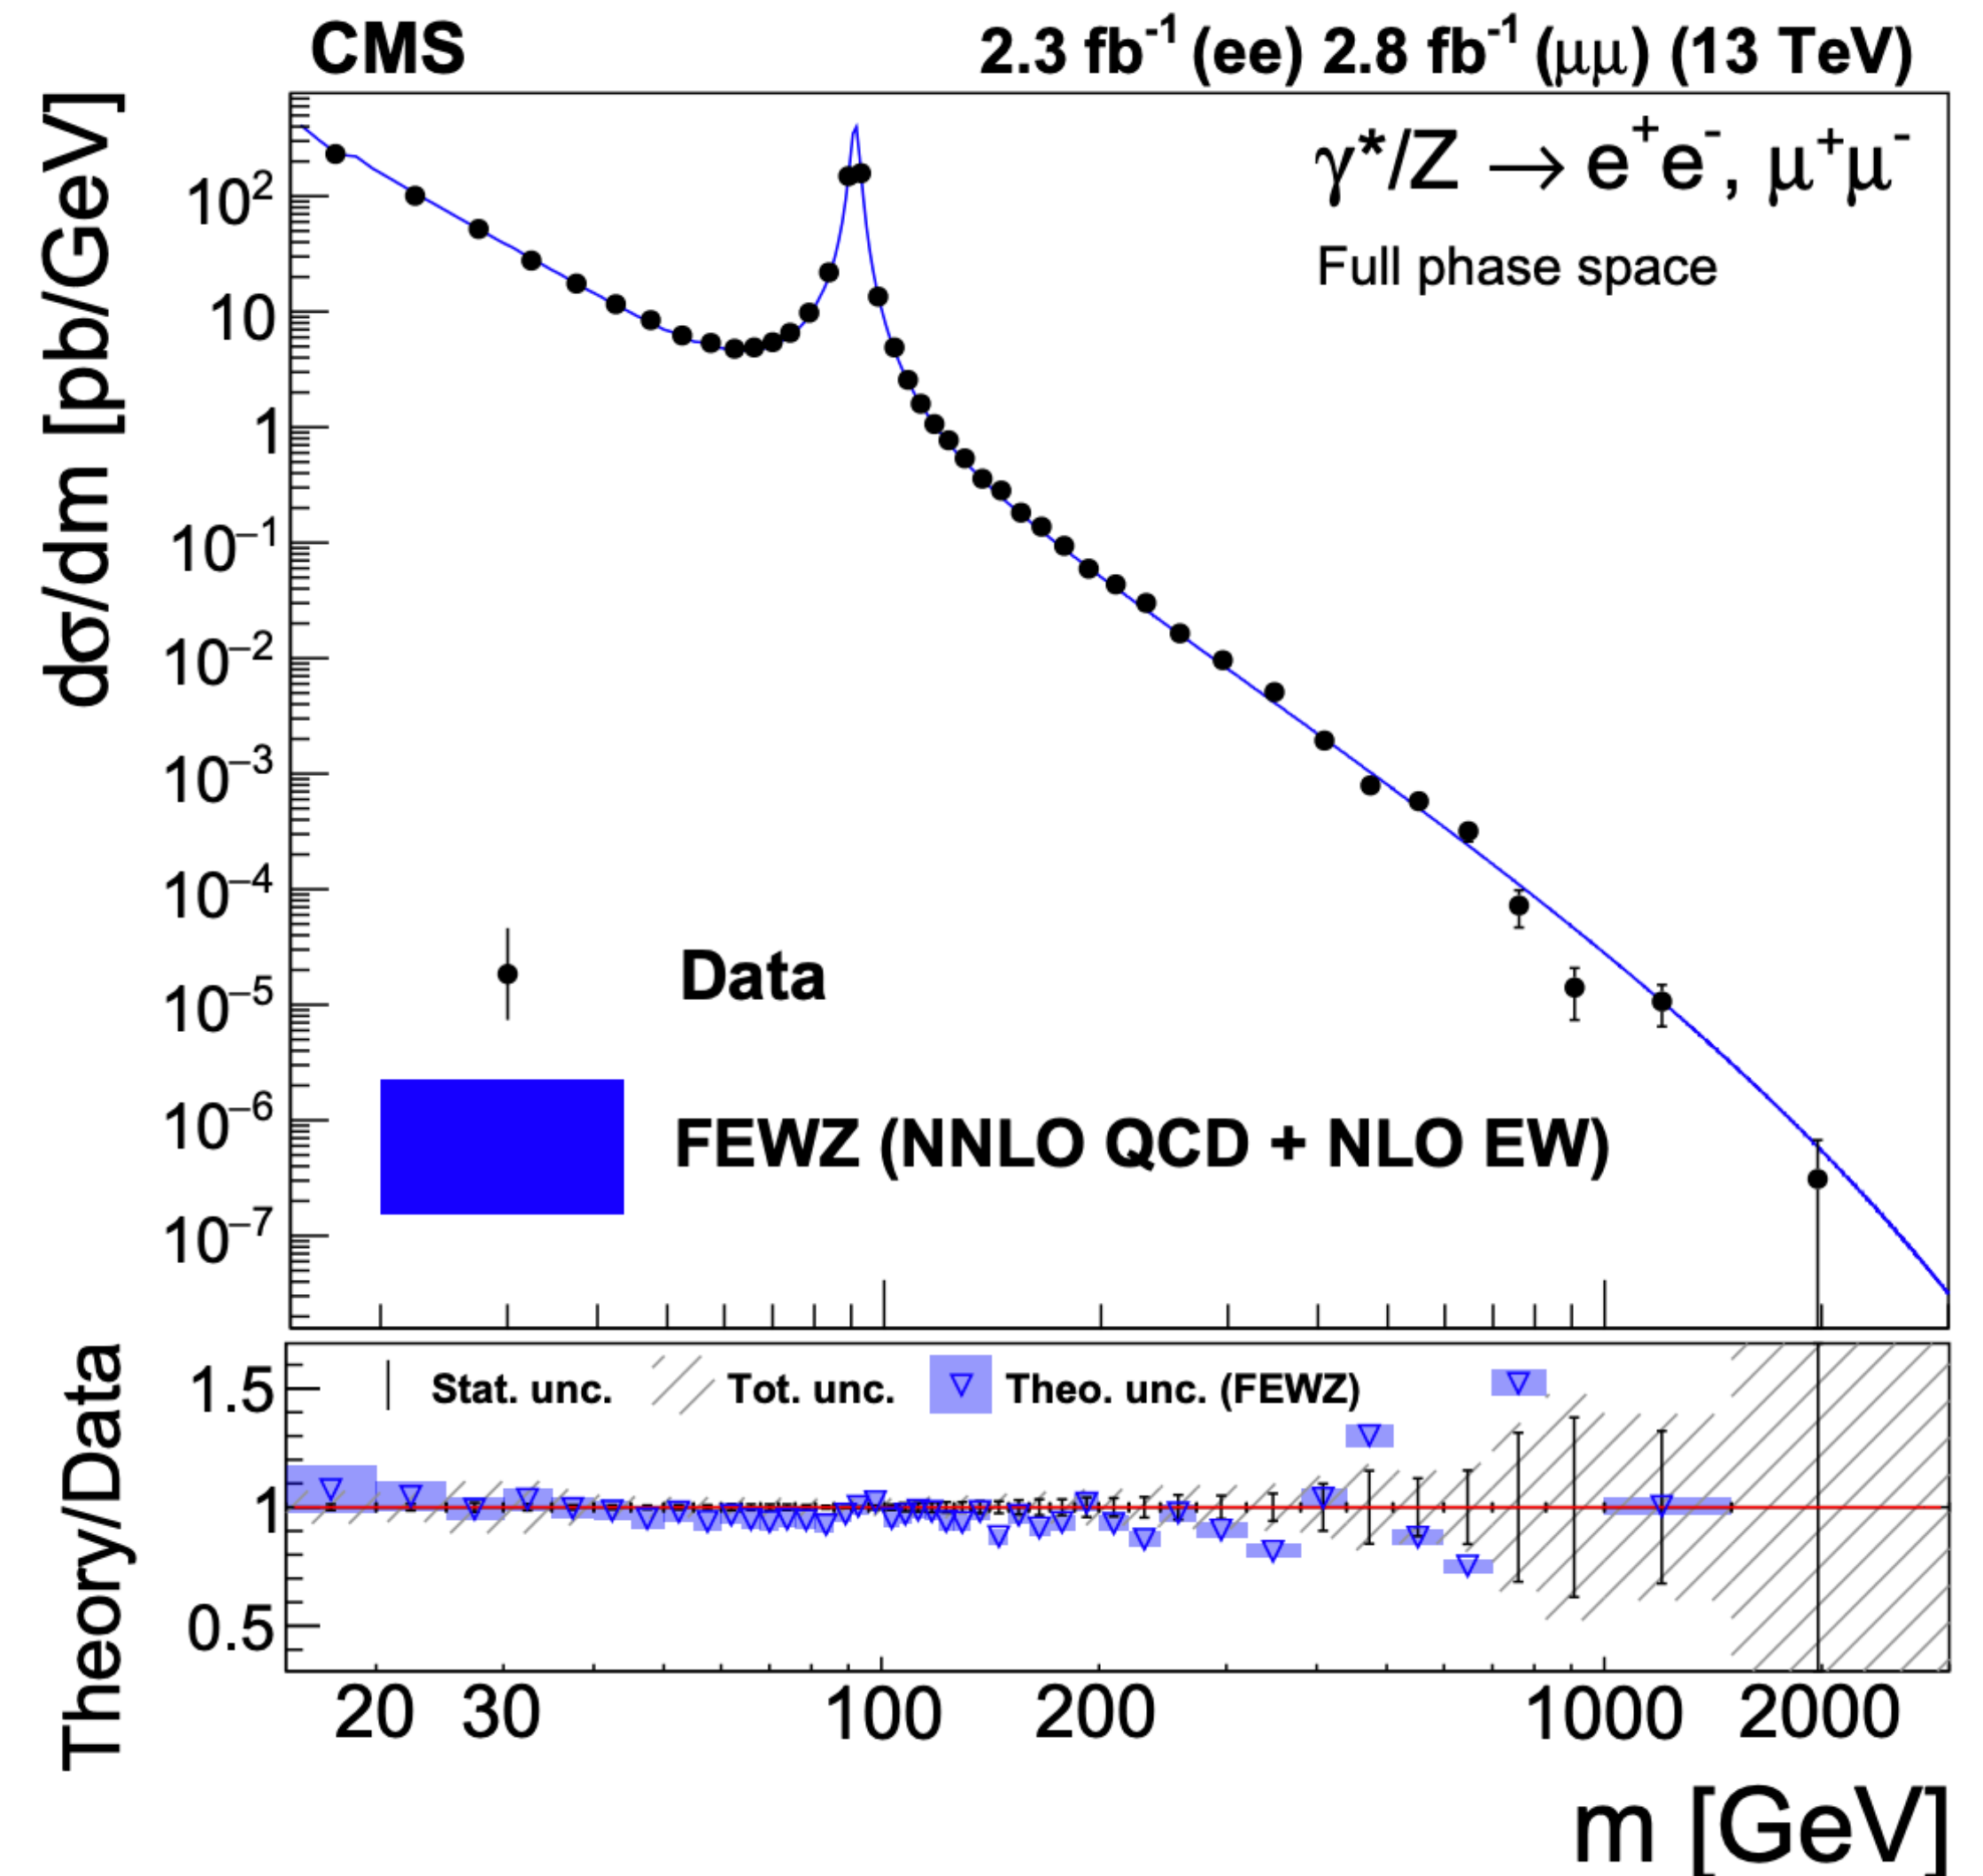 CMS 2.3 fb⁻¹ (ee) 2.8 fb⁻¹ (μμ) (13 TeV)
γ*/Z → e⁺e⁻, μ⁺μ⁻
Full phase space
dσ/dm [pb/GeV]
10²
10
1
10⁻¹
10⁻²
10⁻³
10⁻⁴
10⁻⁵
10⁻⁶
10⁻⁷
Data
FEWZ (NNLO QCD + NLO EW)
Theory/Data
1.5
1
0.5
Stat. unc. Tot. unc. Theo. unc. (FEWZ)
20 30 100 200 1000 2000
m [GeV]